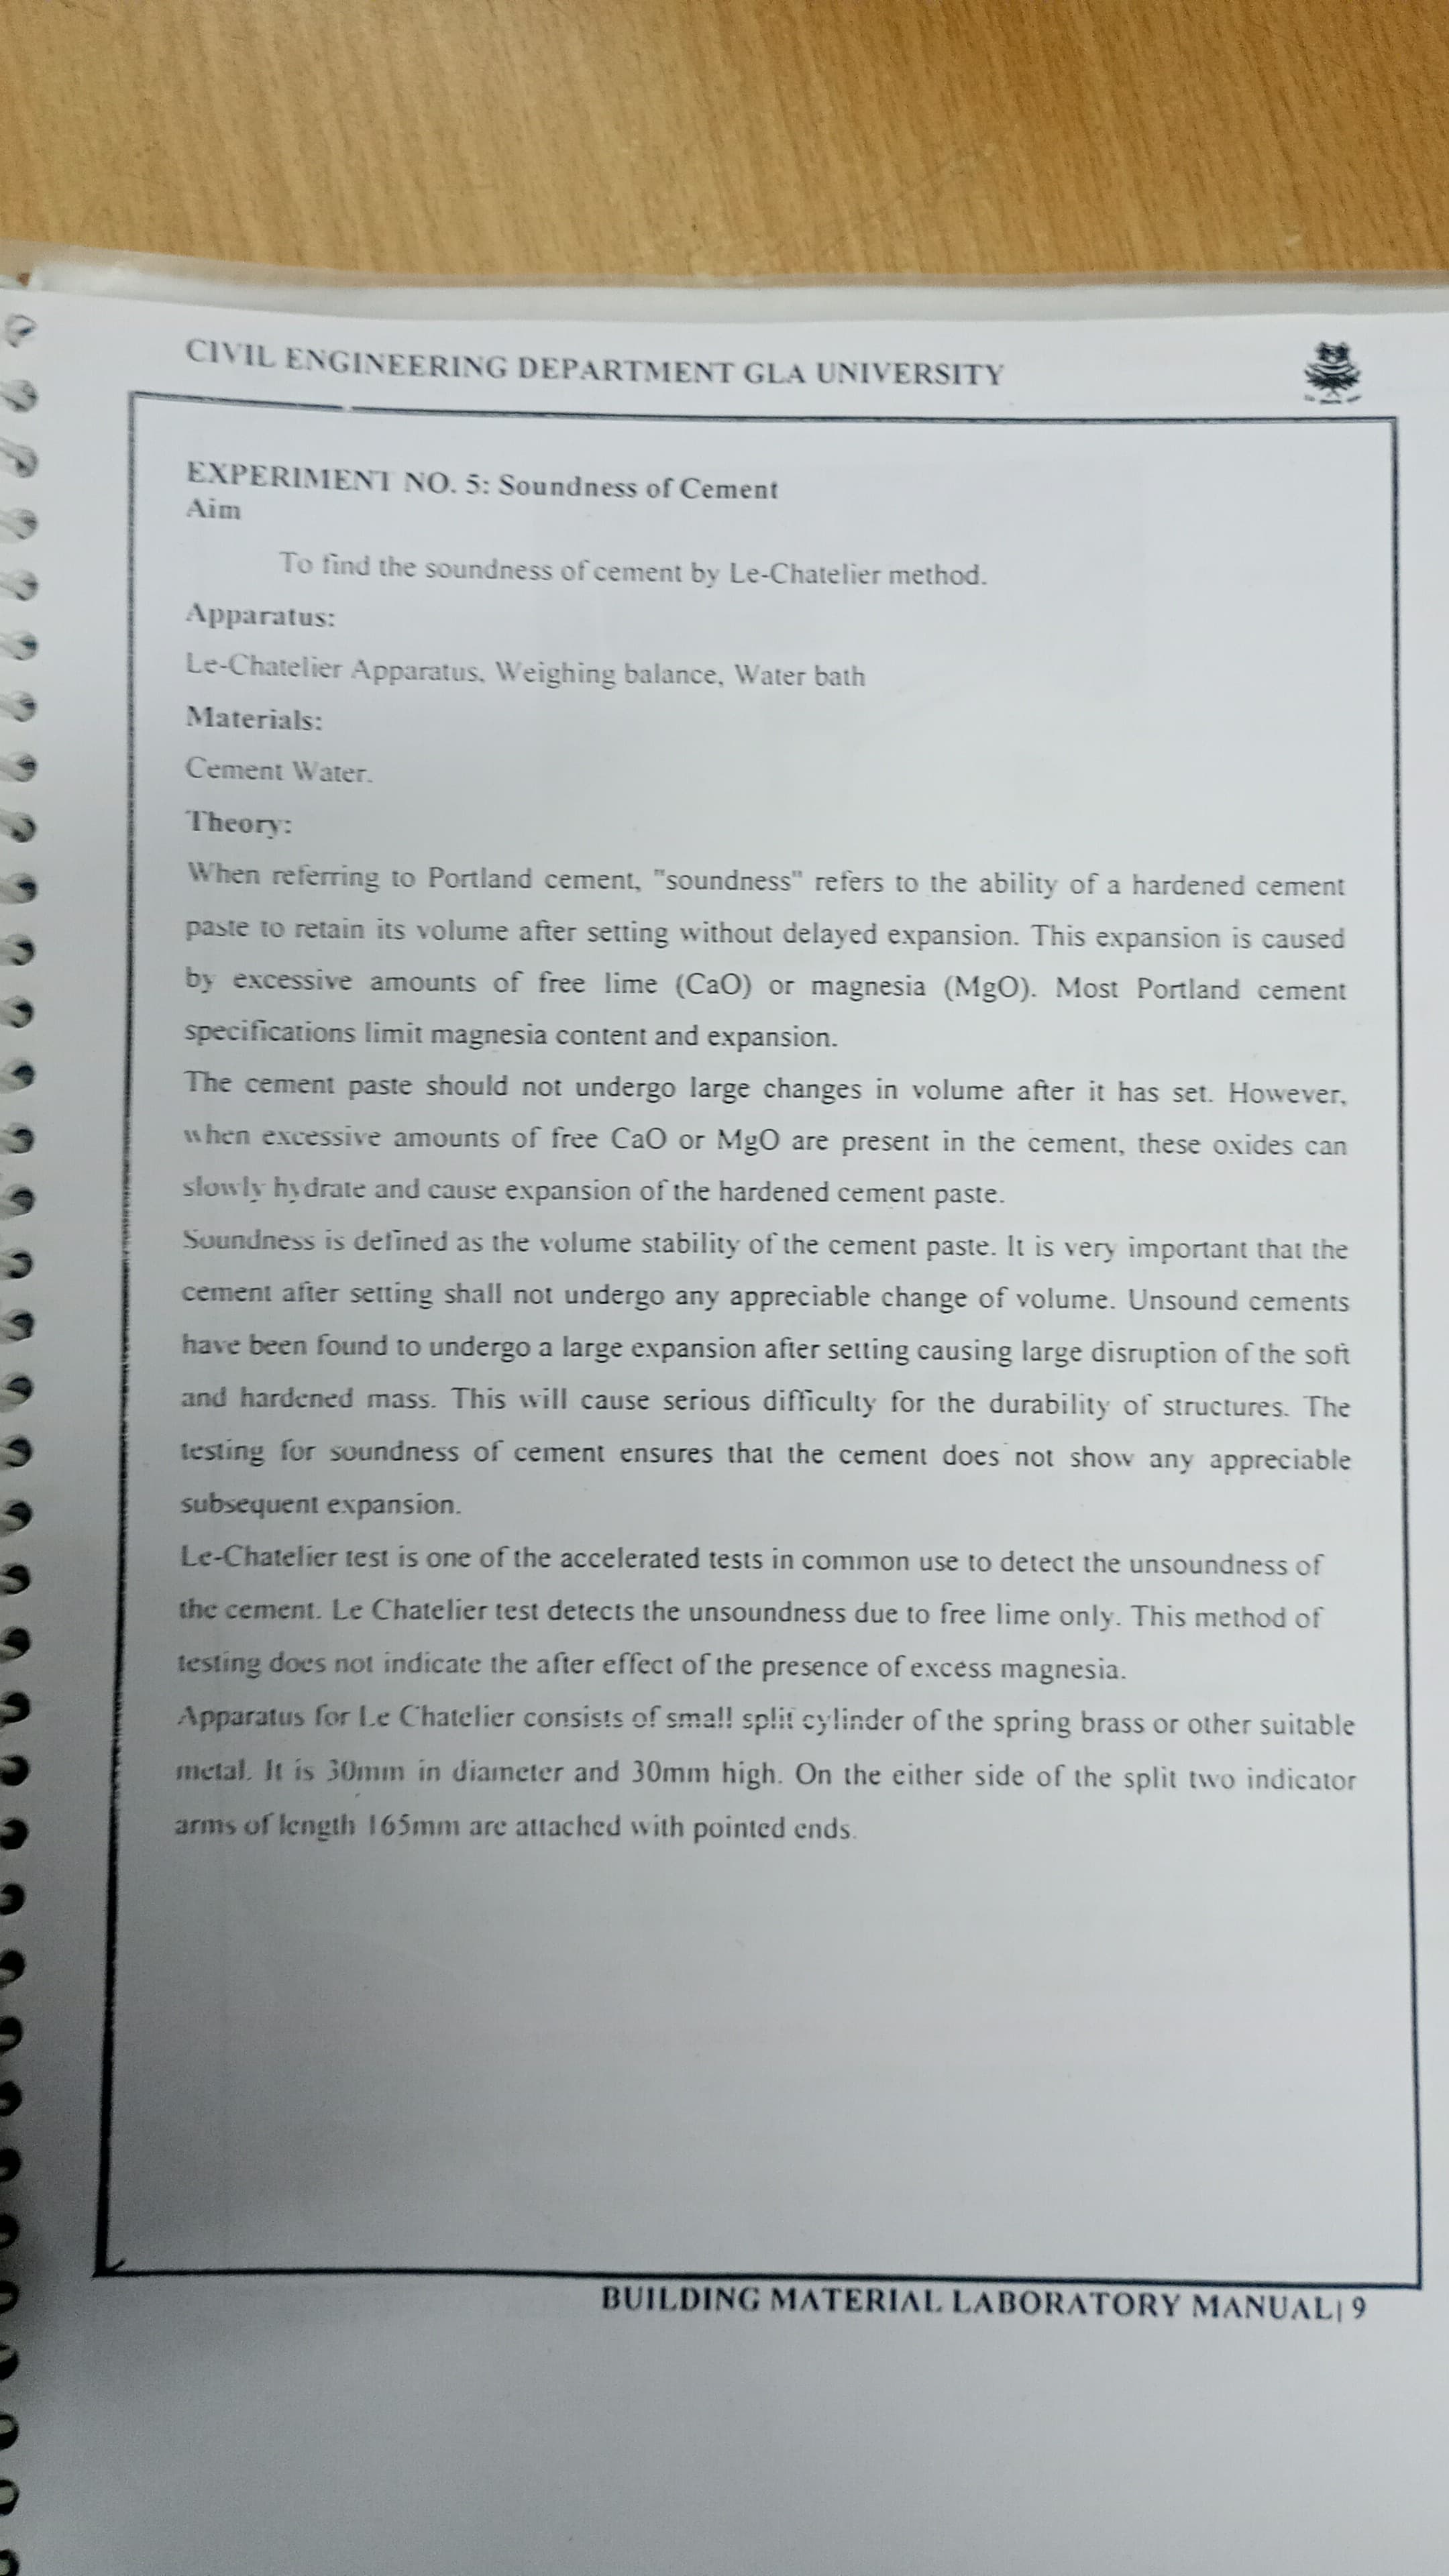 CIVIL ENGINEERING DEPARTMENT GLA UNIVERSITY
EXPERIMENT NO. 5: Soundness of Cement
Aim
To find the soundness of cement by Le-Chatelier method.
Apparatus:
Le-Chatelier Apparatus, Weighing balance, Water bath
Materials:
Cement Water.
Theory:
When referring to Portland cement, "soundness" refers to the ability of a hardened cement
paste to retain its volume after setting without delayed expansion. This expansion is caused
by excessive amounts of free lime (CaO) or magnesia (MgO). Most Portland cement
specifications limit magnesia content and expansion.
The cement paste should not undergo large changes in volume after it has set. However,
when excessive amounts of free CaO or MgO are present in the cement, these oxides can
slowly hydrate and cause expansion of the hardened cement paste.
Soundness is defined as the volume stability of the cement paste. It is very important that the
cement after setting shall not undergo any appreciable change of volume. Unsound cements
have been found to undergo a large expansion after setting causing large disruption of the soft
and hardened mass. This will cause serious difficulty for the durability of structures. The
testing for soundness of cement ensures that the cement does not show any appreciable
subsequent expansion.
Le-Chatelier test is one of the accelerated tests in common use to detect the unsoundness of
the cement. Le Chatelier test detects the unsoundness due to free lime only. This method of
testing does not indicate the after effect of the presence of excess magnesia.
Apparatus for Le Chatelier consists of small split cylinder of the spring brass or other suitable
metal. It is 30mm in diameter and 30mm high. On the either side of the split two indicator
arms of length 165mm are attached with pointed ends.
BUILDING MATERIAL LABORATORY MANUAL| 9